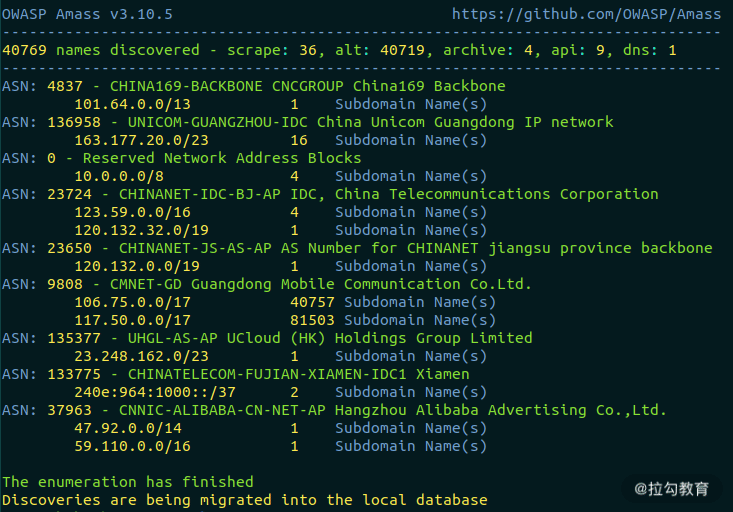 OWASP Amass v3.10.5 https://github.com/OWASP/Amass
--------------------------------------------------------------------------------
40769 names discovered - scrape: 36, alt: 40719, archive: 4, api: 9, dns: 1
--------------------------------------------------------------------------------
ASN: 4837 - CHINA169-BACKBONE CNCGROUP China169 Backbone
101.64.0.0/13 1 Subdomain Name(s)
ASN: 136958 - UNICOM-GUANGZHOU-IDC China Unicom Guangdong IP network
163.177.20.0/23 16 Subdomain Name(s)
ASN: 0 - Reserved Network Address Blocks
10.0.0.0/8 4 Subdomain Name(s)
ASN: 23724 - CHINANET-IDC-BJ-AP IDC, China Telecommunications Corporation
123.59.0.0/16 4 Subdomain Name(s)
120.132.32.0/19 1 Subdomain Name(s)
ASN: 23650 - CHINANET-JS-AS-AP AS Number for CHINANET jiangsu province backbone
120.132.0.0/19 1 Subdomain Name(s)
ASN: 9808 - CMNET-GD Guangdong Mobile Communication Co.Ltd.
106.75.0.0/17 40757 Subdomain Name(s)
117.50.0.0/17 81503 Subdomain Name(s)
ASN: 135377 - UHGL-AS-AP UCloud (HK) Holdings Group Limited
23.248.162.0/23 1 Subdomain Name(s)
ASN: 133775 - CHINATELECOM-FUJIAN-XIAMEN-IDC1 Xiamen
240e:964:1000::/37 2 Subdomain Name(s)
ASN: 37963 - CNNIC-ALIBABA-CN-NET-AP Hangzhou Alibaba Advertising Co.,Ltd.
47.92.0.0/14 1 Subdomain Name(s)
59.110.0.0/16 1 Subdomain Name(s)
The enumeration has finished
Discoveries are being migrated into the local database
@拉勾教育